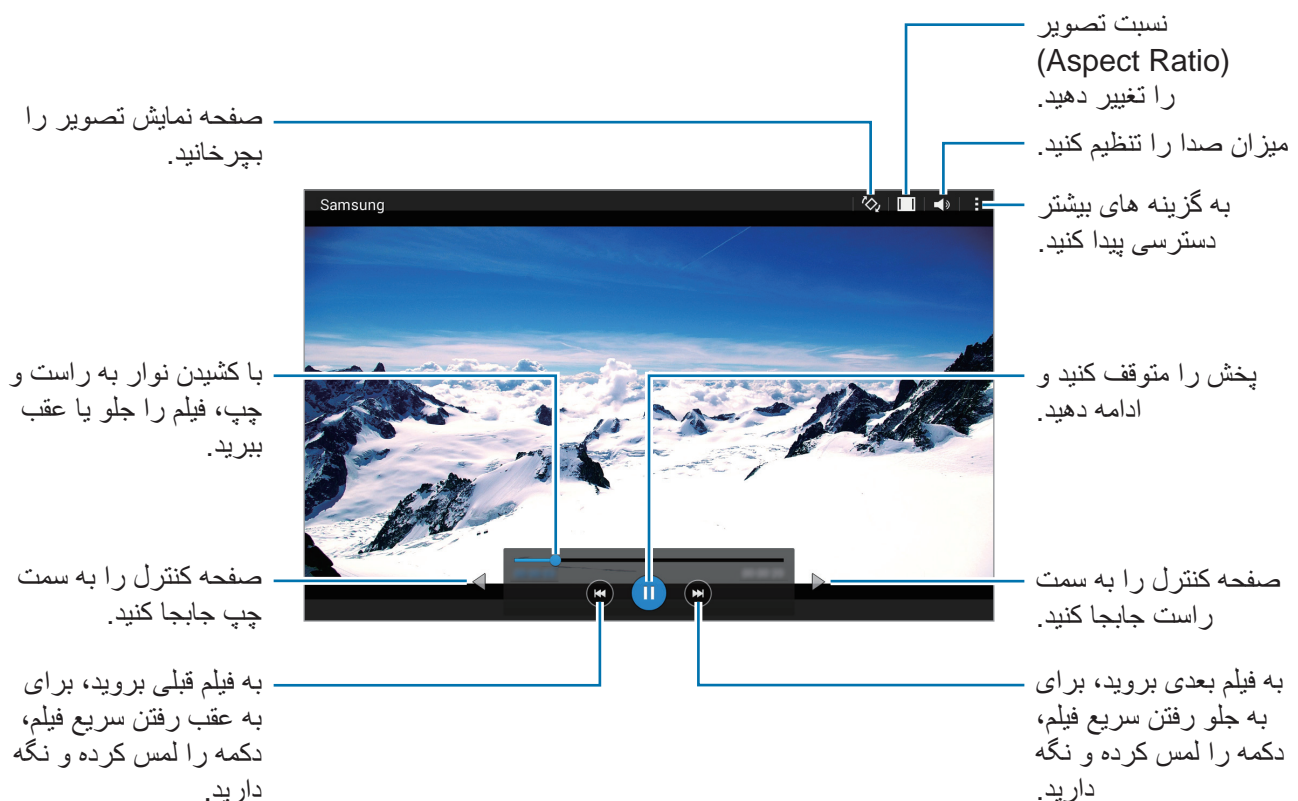 نسبت تصویر
(Aspect Ratio)
را تغییر دهید.
صفحه نمایش تصویر را
بچرخانید.
میزان صدا را تنظیم کنید.
به گزینه های بیشتر
دسترسی پیدا کنید.
Samsung
با کشیدن نوار به راست و
چپ، فیلم را جلو یا عقب
ببرید.
پخش را متوقف کنید و
ادامه دهید.
صفحه کنترل را به سمت
چپ جابجا کنید.
صفحه کنترل را به سمت
راست جابجا کنید.
به فیلم قبلی بروید، برای
به عقب رفتن سریع فیلم،
دکمه را لمس کرده و نگه
دارید.
به فیلم بعدی بروید، برای
به جلو رفتن سریع فیلم،
دکمه را لمس کرده و نگه
دارید.